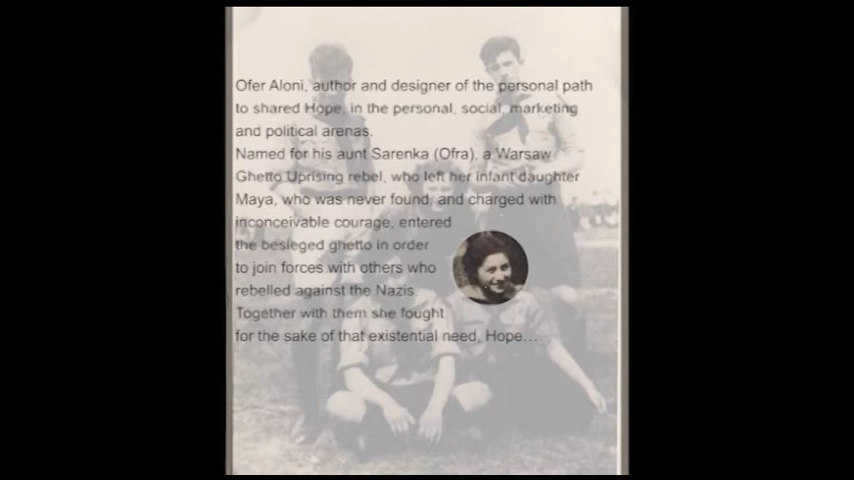 Ofer Aloni, author and designer of the personal path
to shared Hope, in the personal, social, marketing
and political arenas.
Named for his aunt Sarenka (Ofra), a Warsaw
Ghetto Uprising rebel, who left her infant daughter
Maya, who was never found, and charged with
inconceivable courage, entered
the besieged ghetto in order
to join forces with others who
rebelled against the Nazis.
Together with them she fought
for the sake of that existential need, Hope...